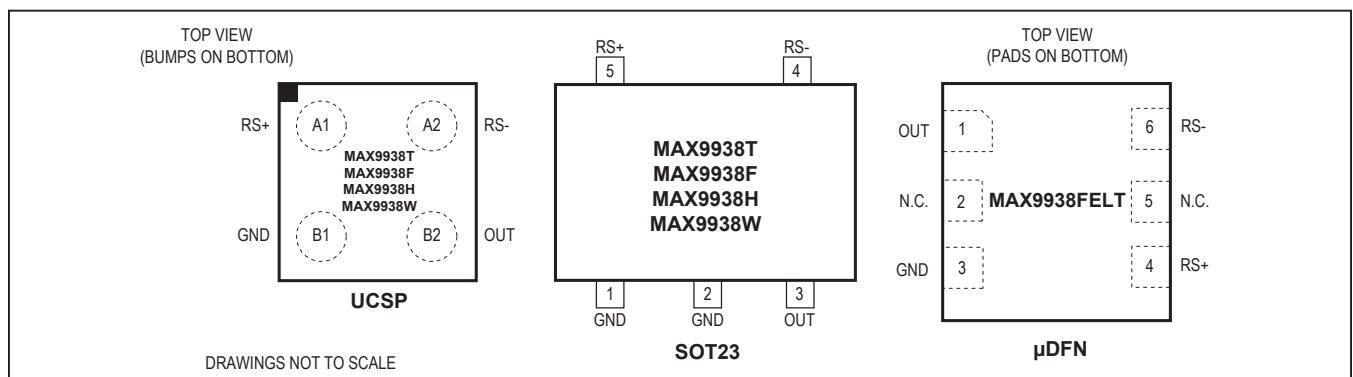 TOP VIEW
(BUMPS ON BOTTOM)
RS+
A1
A2
RS-
MAX9938T
MAX9938F
MAX9938H
MAX9938W
GND
B1
B2
OUT
UCSP
DRAWINGS NOT TO SCALE
RS+
RS-
5
4
MAX9938T
MAX9938F
MAX9938H
MAX9938W
1
2
3
GND
GND
OUT
SOT23
TOP VIEW
(PADS ON BOTTOM)
OUT
1
6
RS-
N.C.
2
MAX9938FELT
5
N.C.
GND
3
4
RS+
µDFN